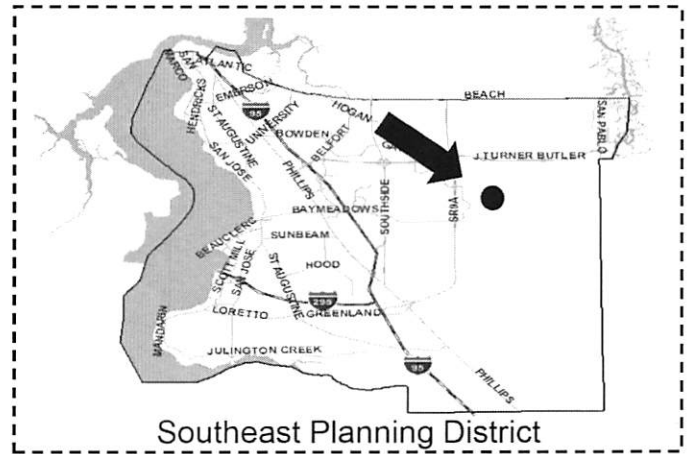 SAN MARCO
ATLANTIC
HENDRICKS
EMERSON
ST AUGUSTINE
95
UNIVERSITY
HOGAN
BEACH
SAN PABLO
BOWDEN
BELFORT
SAN JOSE
PHILLIPS
J.TURNER BUTLER
SOUTHSIDE
SR9A
BAYMEADOWS
BEAUCLERC
SUNBEAM
SCOTT MILL
SAN JOSE
ST AUGUSTINE
HOOD
295
LORETTO
GREENLAND
MANDARIN
JULINGTON CREEK
95
PHILLIPS
Southeast Planning District